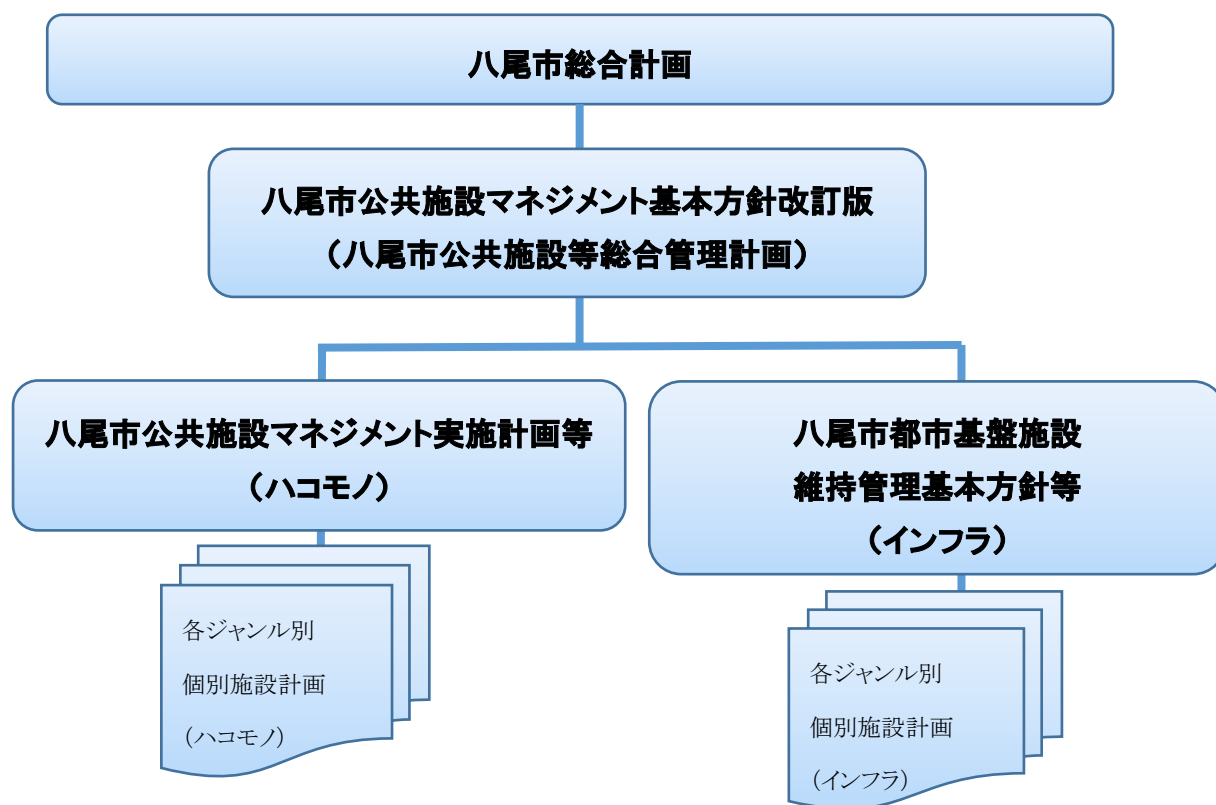 八尾市総合計画
八尾市公共施設マネジメント基本方針改訂版
（八尾市公共施設等総合管理計画）
八尾市公共施設マネジメント実施計画等
（ハコモノ）
八尾市都市基盤施設
維持管理基本方針等
（インフラ）
各ジャンル別
個別施設計画
（ハコモノ）
各ジャンル別
個別施設計画
（インフラ）